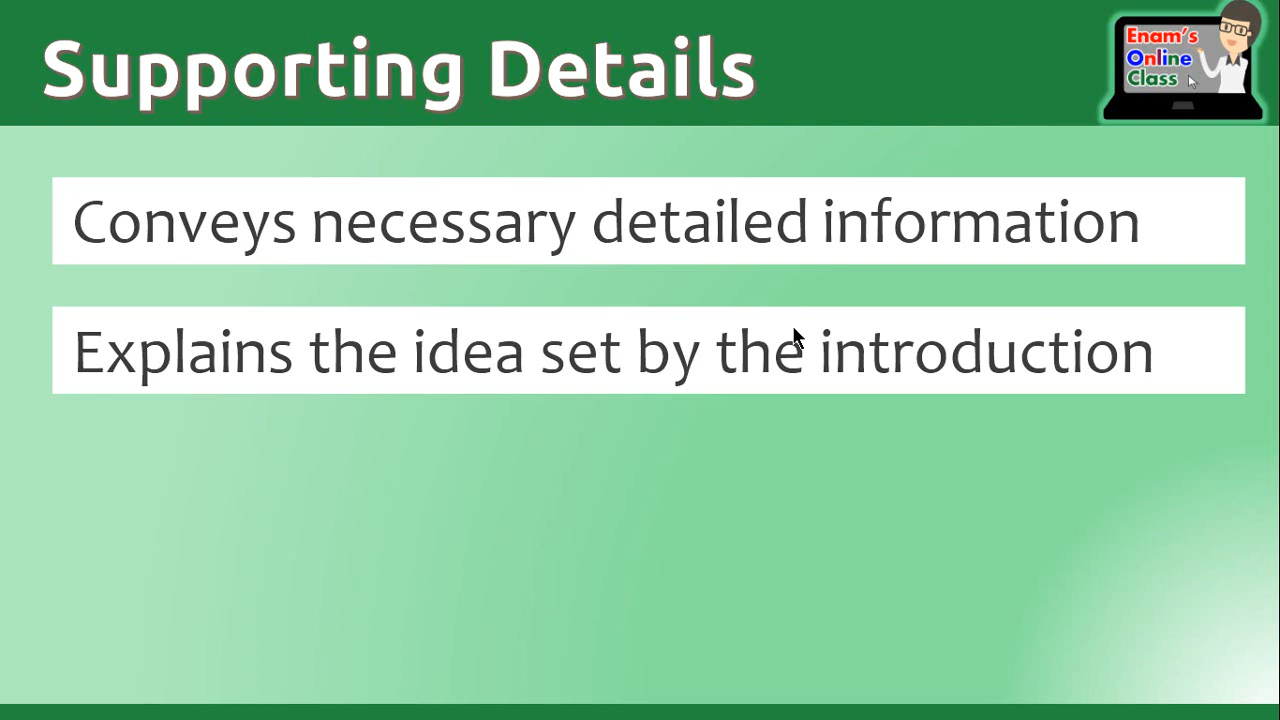 Supporting Details
Enam's
Online
Class
Conveys necessary detailed information
Explains the idea set by the introduction